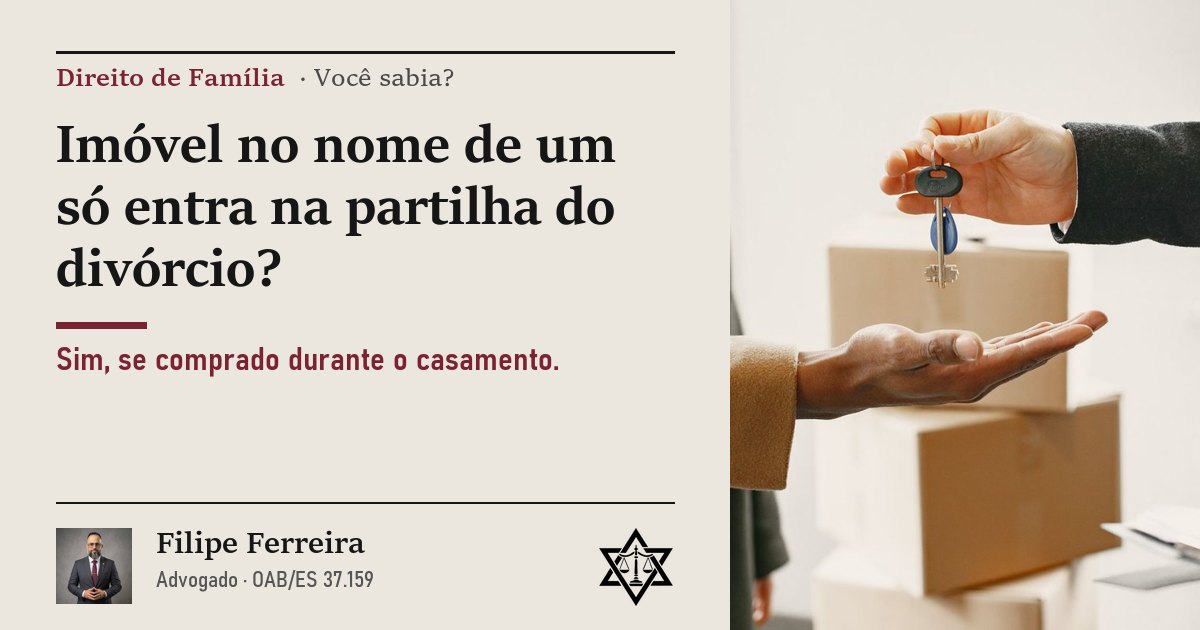 Direito de Família · Você sabia?
Imóvel no nome de um
só entra na partilha do
divórcio?
Sim, se comprado durante o casamento.
Filipe Ferreira
Advogado · OAB/ES 37.159